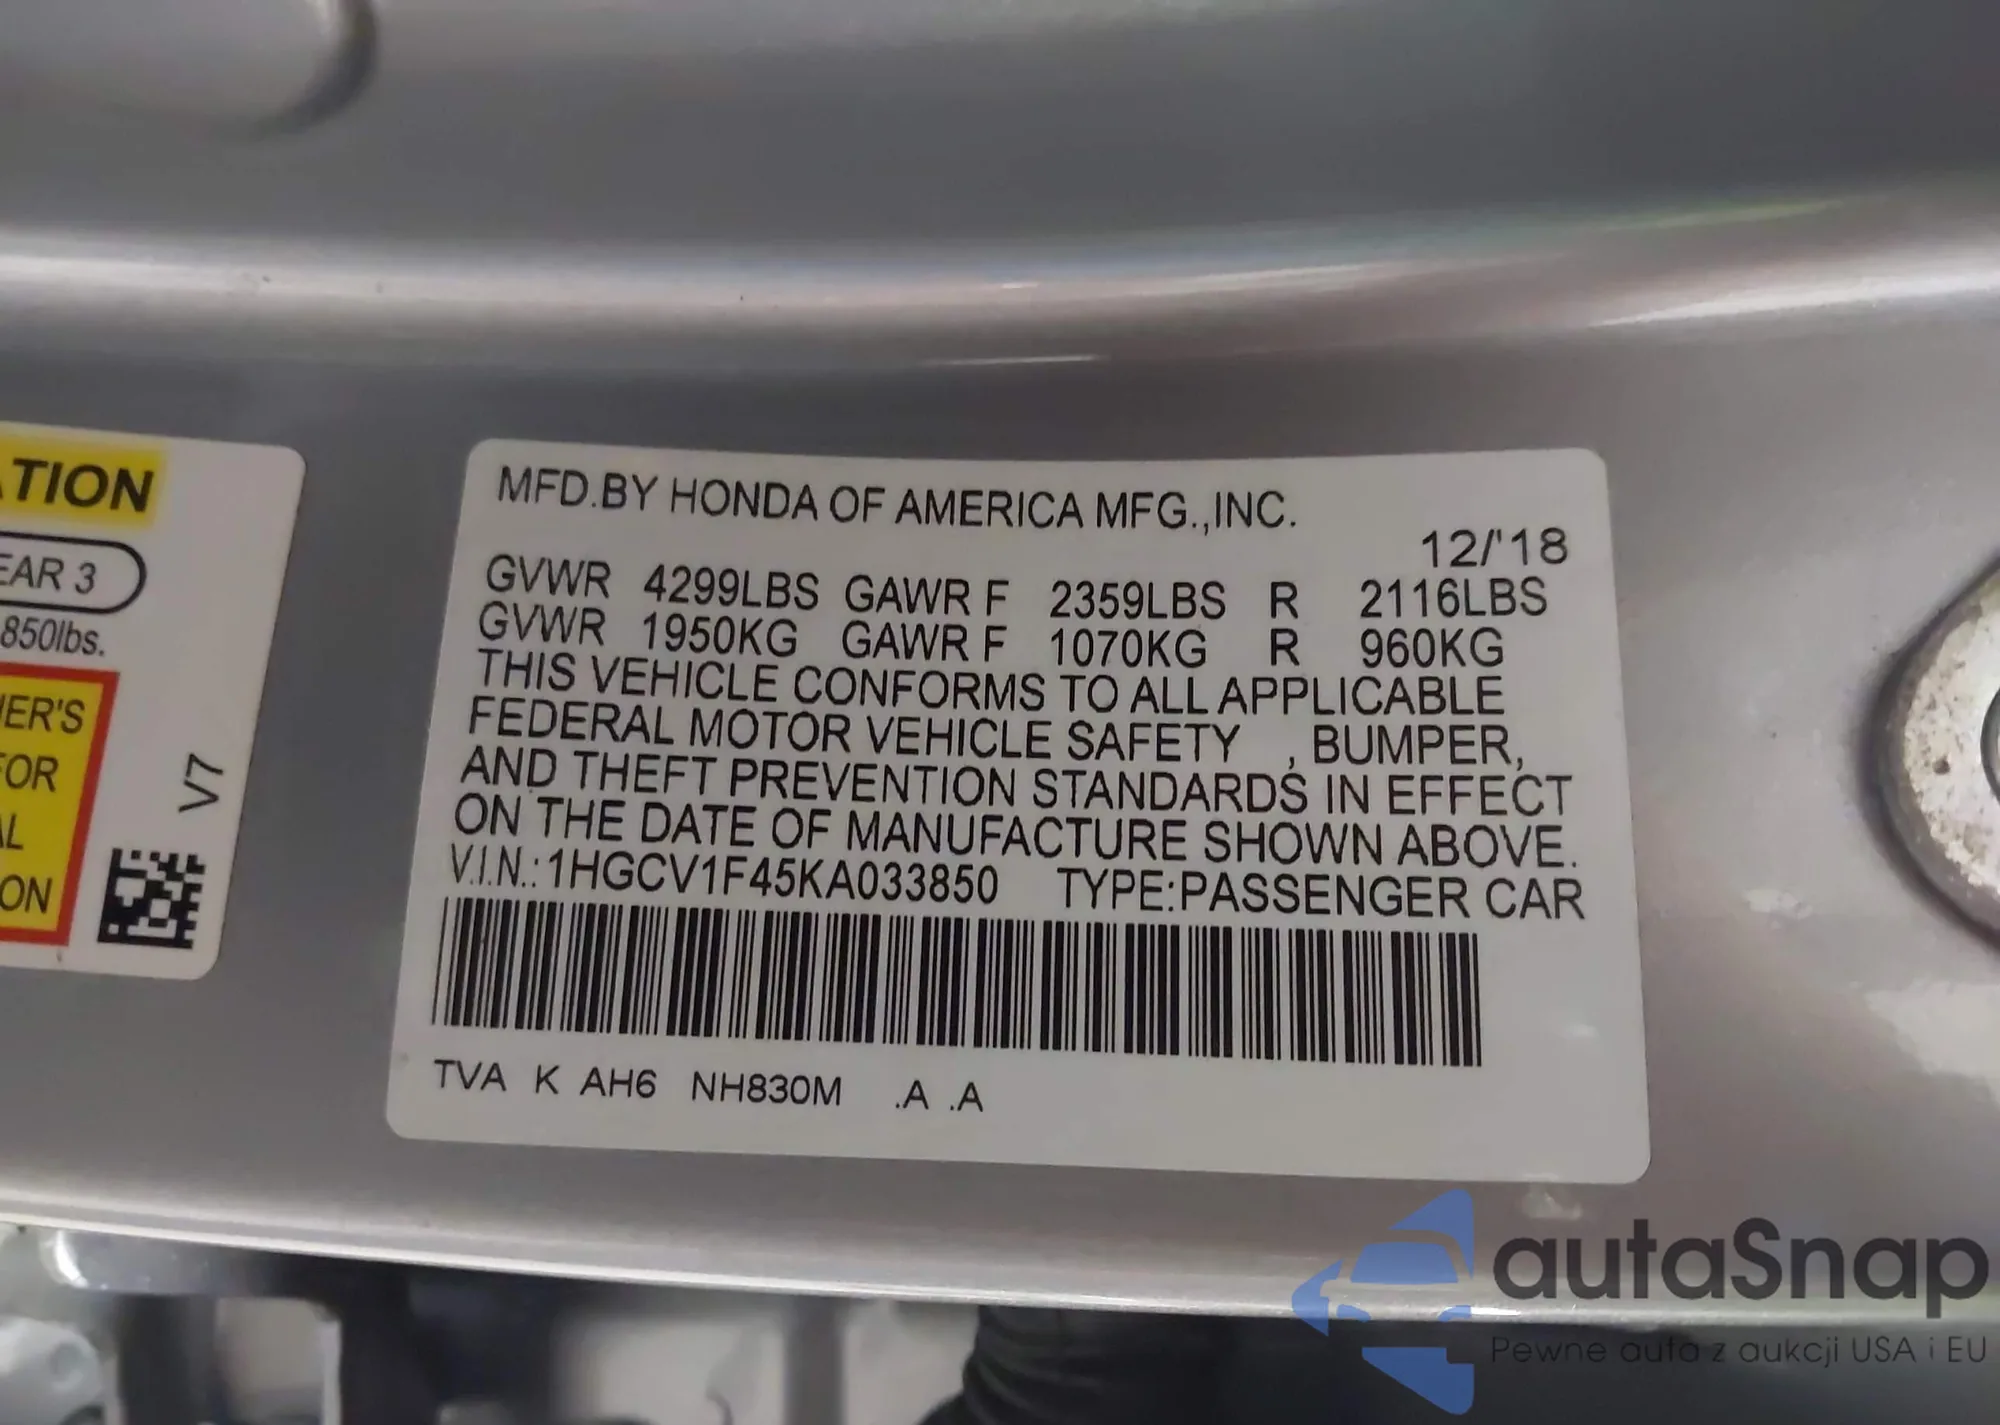 ATION
EAR 3
850lbs.
HER'S
FOR
AL
ION
V7
MFD.BY HONDA OF AMERICA MFG.,INC.
12/'18
GVWR 4299LBS GAWR F 2359LBS R 2116LBS
GVWR 1950KG GAWR F 1070KG R 960KG
THIS VEHICLE CONFORMS TO ALL APPLICABLE
FEDERAL MOTOR VEHICLE SAFETY , BUMPER,
AND THEFT PREVENTION STANDARDS IN EFFECT
ON THE DATE OF MANUFACTURE SHOWN ABOVE.
V.I.N.: 1HGCV1F45KA033850 TYPE:PASSENGER CAR
TVA K AH6 NH830M .A .A
autaSnap
Pewne auta z aukcji USA i EU